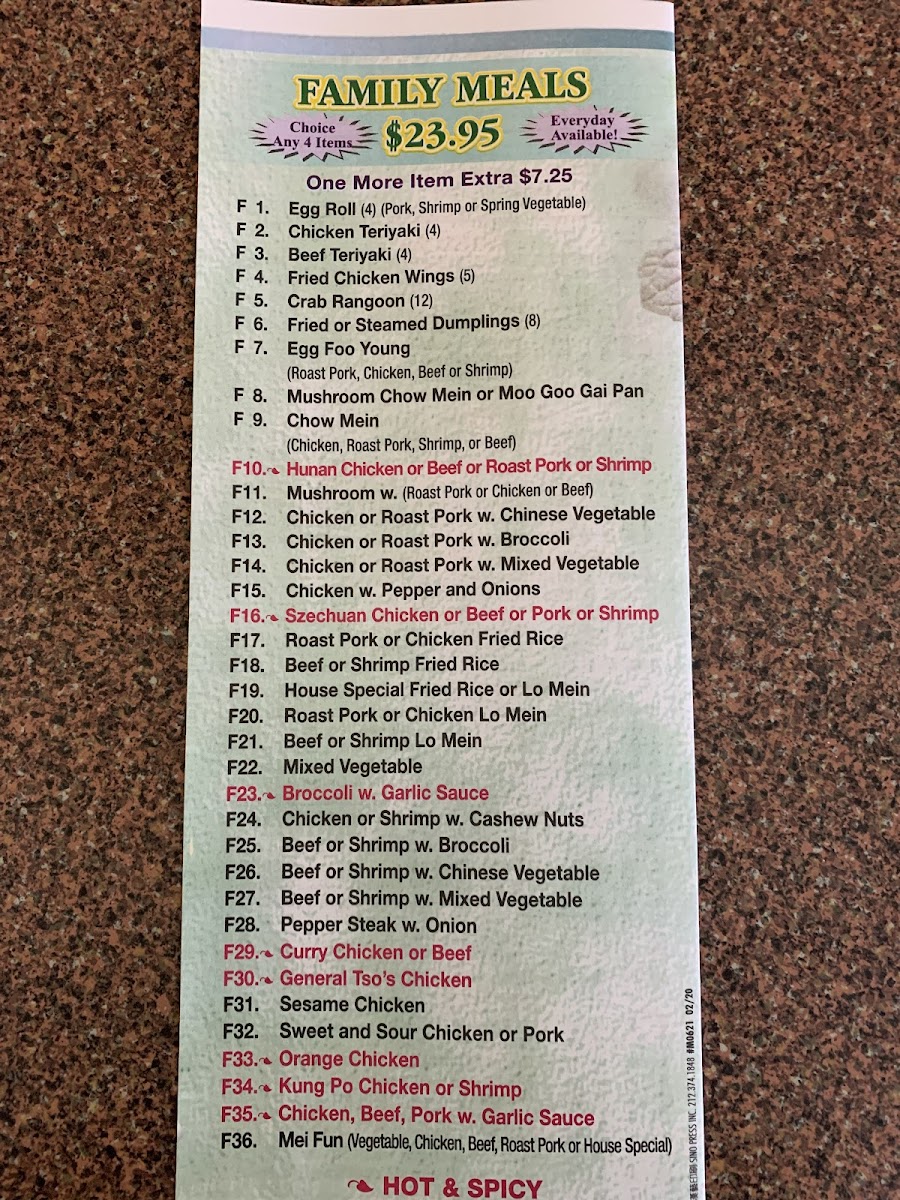 FAMILY MEALS
Choice
Any 4 Items
$23.95
Everyday
Available!
One More Item Extra $7.25
F 1. Egg Roll (4) (Pork, Shrimp or Spring Vegetable)
F 2. Chicken Teriyaki (4)
F 3. Beef Teriyaki (4)
F 4. Fried Chicken Wings (5)
F 5. Crab Rangoon (12)
F 6. Fried or Steamed Dumplings (8)
F 7. Egg Foo Young
(Roast Pork, Chicken, Beef or Shrimp)
F 8. Mushroom Chow Mein or Moo Goo Gai Pan
F 9. Chow Mein
(Chicken, Roast Pork, Shrimp, or Beef)
F10. Hunan Chicken or Beef or Roast Pork or Shrimp
F11. Mushroom w. (Roast Pork or Chicken or Beef)
F12. Chicken or Roast Pork w. Chinese Vegetable
F13. Chicken or Roast Pork w. Broccoli
F14. Chicken or Roast Pork w. Mixed Vegetable
F15. Chicken w. Pepper and Onions
F16. Szechuan Chicken or Beef or Pork or Shrimp
F17. Roast Pork or Chicken Fried Rice
F18. Beef or Shrimp Fried Rice
F19. House Special Fried Rice or Lo Mein
F20. Roast Pork or Chicken Lo Mein
F21. Beef or Shrimp Lo Mein
F22. Mixed Vegetable
F23. Broccoli w. Garlic Sauce
F24. Chicken or Shrimp w. Cashew Nuts
F25. Beef or Shrimp w. Broccoli
F26. Beef or Shrimp w. Chinese Vegetable
F27. Beef or Shrimp w. Mixed Vegetable
F28. Pepper Steak w. Onion
F29. Curry Chicken or Beef
F30. General Tso's Chicken
F31. Sesame Chicken
F32. Sweet and Sour Chicken or Pork
F33. Orange Chicken
F34. Kung Po Chicken or Shrimp
F35. Chicken, Beef, Pork w. Garlic Sauce
F36. Mei Fun (Vegetable, Chicken, Beef, Roast Pork or House Special)
HOT & SPICY
SINO PRESS INC. 212.374.1848 #M0621 02/20